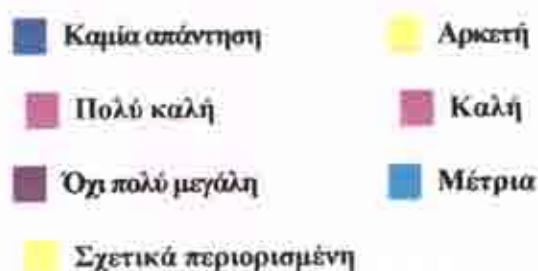 Καμία απάντηση
Αρκετή
Πολύ καλή
Καλή
Όχι πολύ μεγάλη
Μέτρια
Σχετικά περιορισμένη